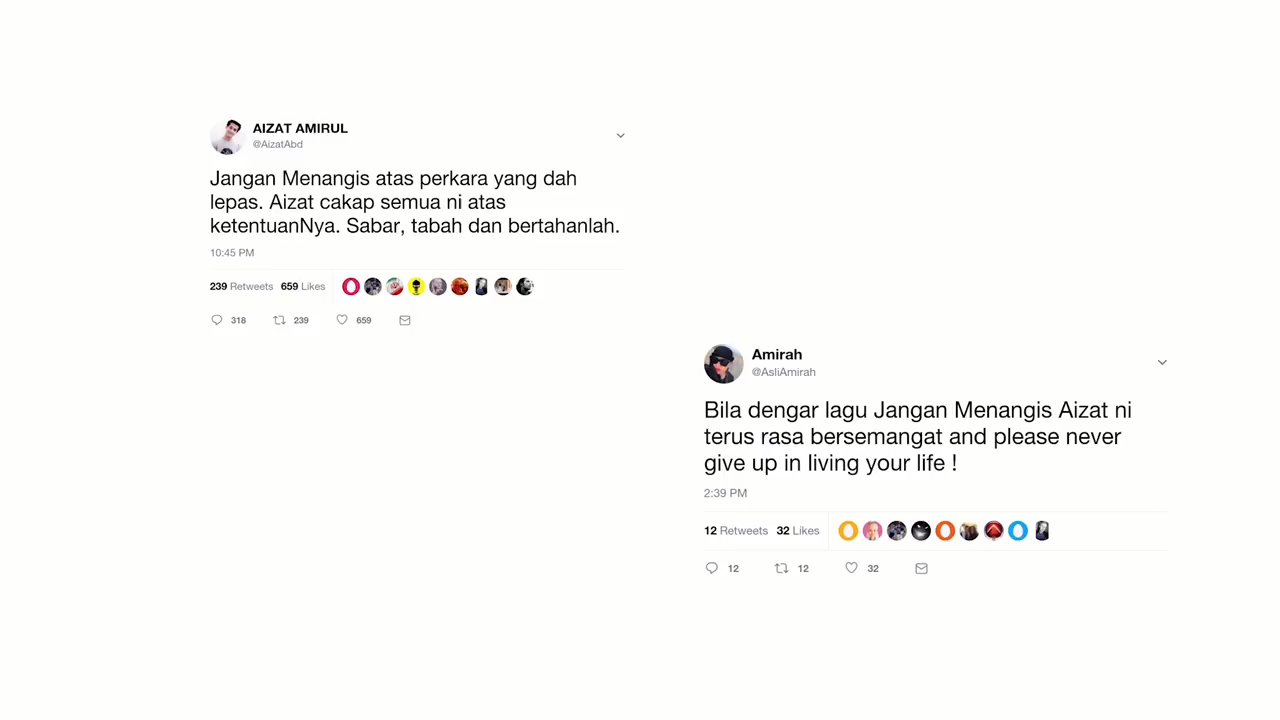 AIZAT AMIRUL
@AizatAbd
Jangan Menangis atas perkara yang dah
lepas. Aizat cakap semua ni atas
ketentuanNya. Sabar, tabah dan bertahanlah.
10:45 PM
239 Retweets 659 Likes
318 239 659
Amirah
@AsliAmirah
Bila dengar lagu Jangan Menangis Aizat ni
terus rasa bersemangat and please never
give up in living your life !
2:39 PM
12 Retweets 32 Likes
12 12 32